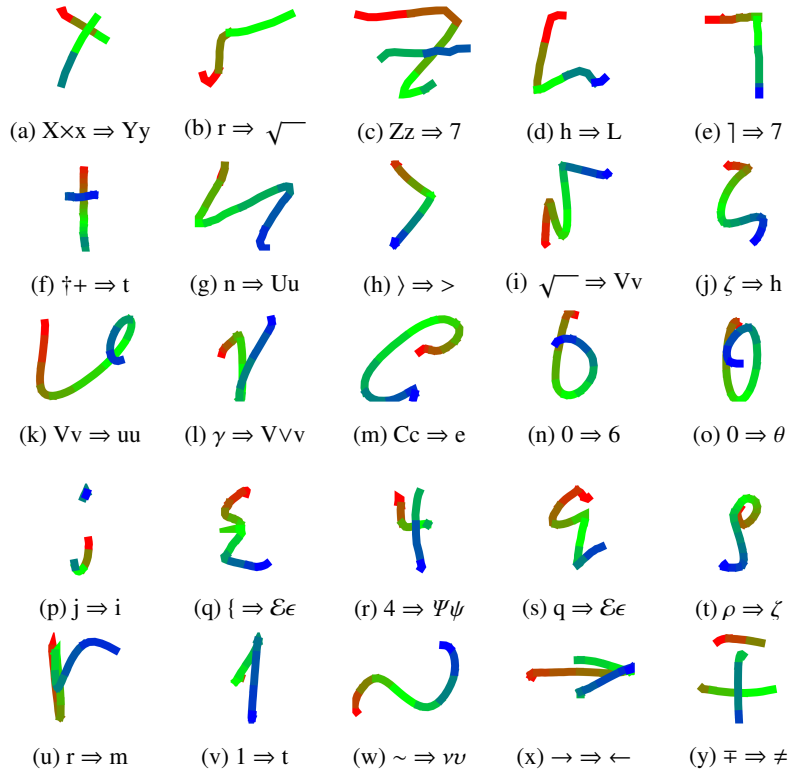 (a) X×x ⇒ Yy (b) r ⇒ √ (c) Zz ⇒ 7 (d) h ⇒ L (e) ⌉ ⇒ 7
(f) †+ ⇒ t (g) n ⇒ Uu (h) ⟩ ⇒ > (i) √ ⇒ Vv (j) ζ ⇒ h
(k) Vv ⇒ uu (l) γ ⇒ V∨v (m) Cc ⇒ e (n) 0 ⇒ 6 (o) 0 ⇒ θ
(p) j ⇒ i (q) { ⇒ ℰϵ (r) 4 ⇒ Ψψ (s) q ⇒ ℰϵ (t) ρ ⇒ ζ
(u) r ⇒ m (v) 1 ⇒ t (w) ∼ ⇒ νυ (x) → ⇒ ← (y) ∓ ⇒ ≠